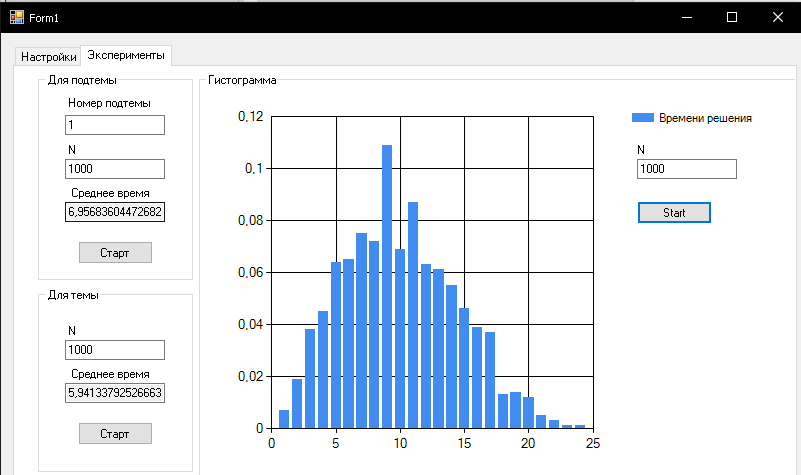 Form1
Настройки
Эксперименты
Для подтемы
Номер подтемы
1
N
1000
Среднее время
6,95683604472682
Старт
Для темы
N
1000
Среднее время
5,94133792526663
Старт
Гистограмма
0,12
0,1
0,08
0,06
0,04
0,02
0
0 5 10 15 20 25
Времени решения
N
1000
Start